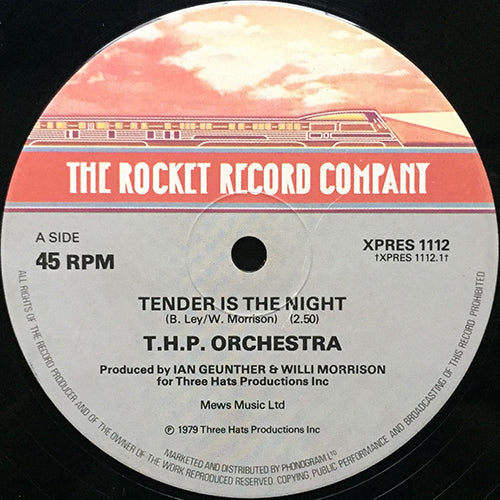 THE ROCKET RECORD COMPANY
A SIDE
45 RPM
XPRES 1112
†XPRES 1112.1†
TENDER IS THE NIGHT
(B. Ley/W. Morrison) (2.50)
T.H.P. ORCHESTRA
Produced by IAN GEUNTHER & WILLI MORRISON
for Three Hats Productions Inc
Mews Music Ltd
℗ 1979 Three Hats Productions Inc
ALL RIGHTS OF THE RECORD PRODUCER AND OF THE OWNER OF THE WORK REPRODUCED RESERVED. COPYING, PUBLIC PERFORMANCE AND BROADCASTING OF THIS RECORD PROHIBITED
MARKETED AND DISTRIBUTED BY PHONOGRAM Ltd